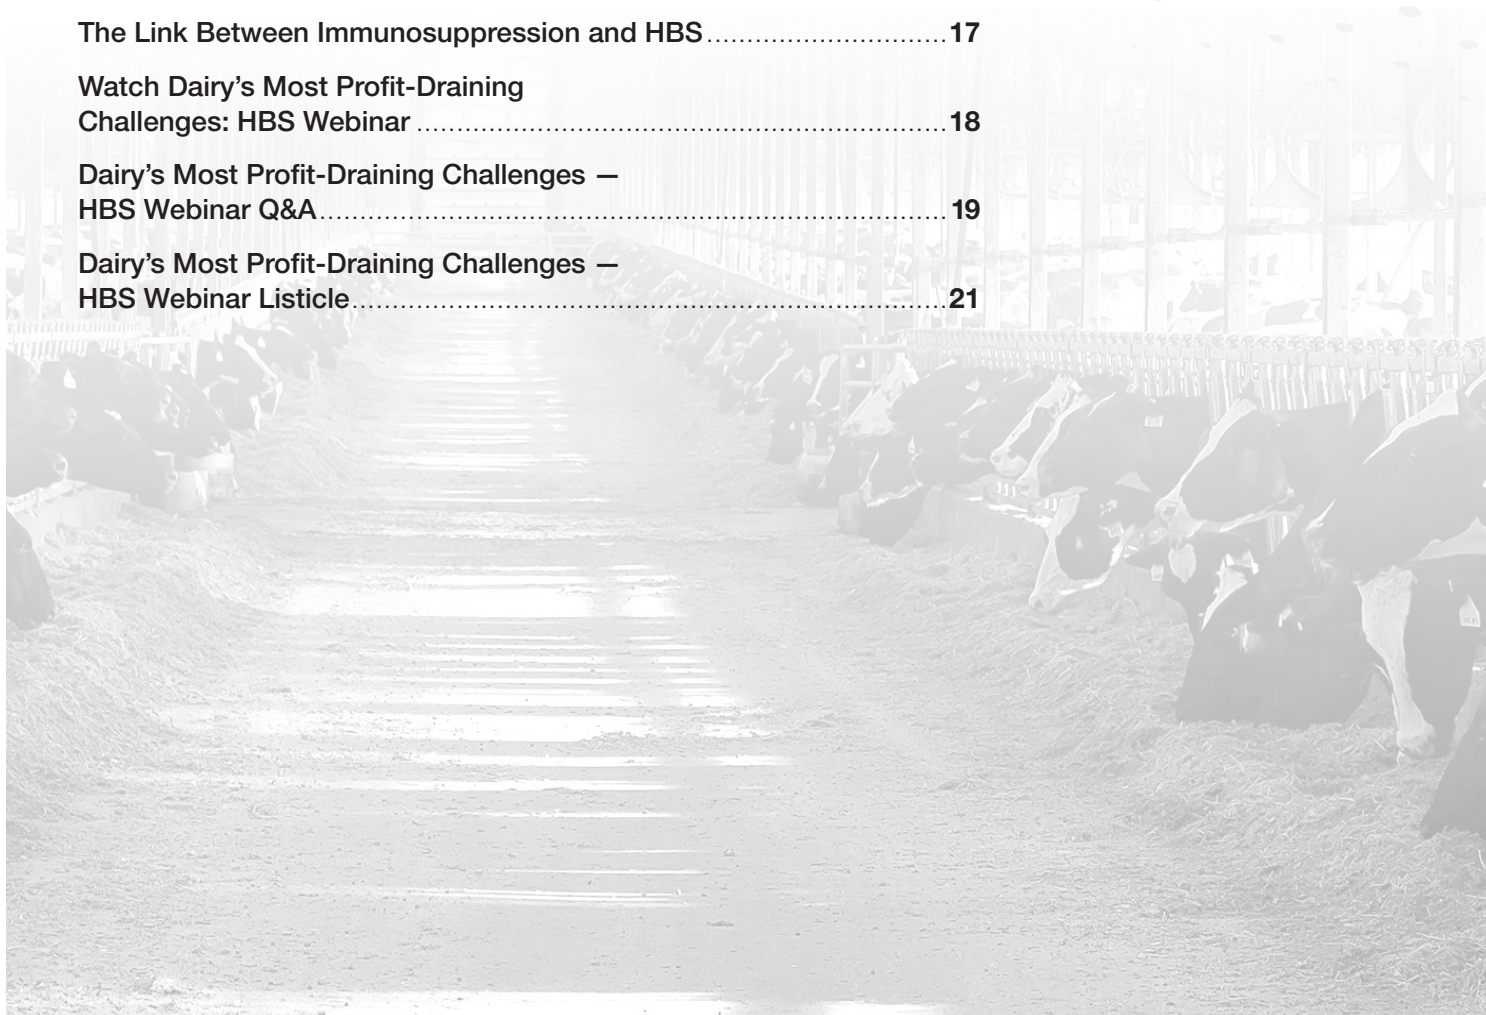 The Link Between Immunosuppression and HBS..............................17
Watch Dairy’s Most Profit-Draining
Challenges: HBS Webinar ..................................................................18
Dairy’s Most Profit-Draining Challenges —
HBS Webinar Q&A..............................................................................19
Dairy’s Most Profit-Draining Challenges —
HBS Webinar Listicle..........................................................................21